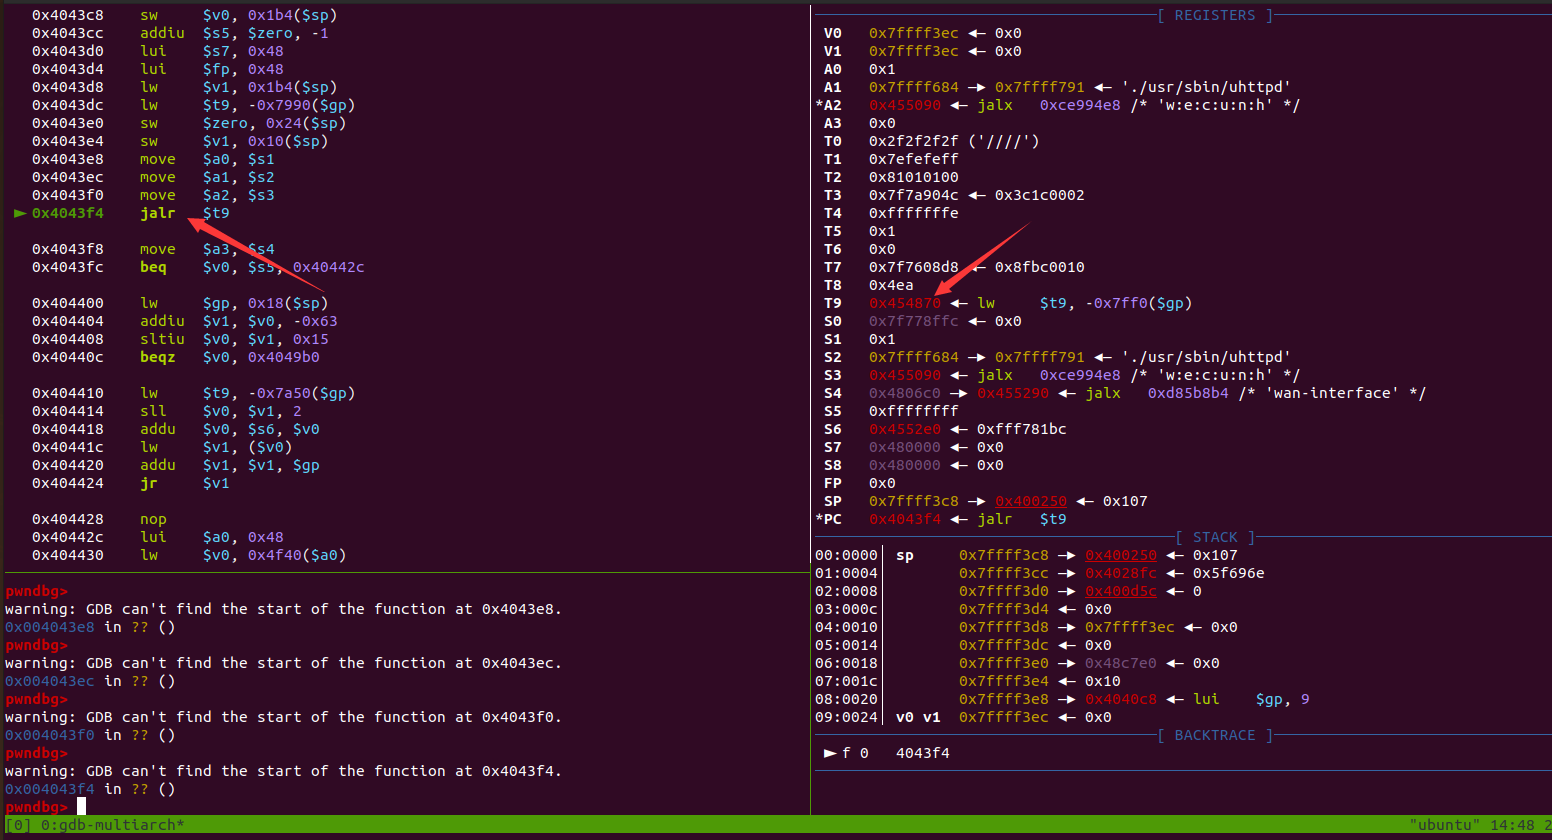 0x4043c8 sw $v0, 0x1b4($sp)
0x4043cc addiu $s5, $zero, -1
0x4043d0 lui $s7, 0x48
0x4043d4 lui $fp, 0x48
0x4043d8 lw $v1, 0x1b4($sp)
0x4043dc lw $t9, -0x7990($gp)
0x4043e0 sw $zero, 0x24($sp)
0x4043e4 sw $v1, 0x10($sp)
0x4043e8 move $a0, $s1
0x4043ec move $a1, $s2
0x4043f0 move $a2, $s3
► 0x4043f4 jalr $t9
0x4043f8 move $a3, $s4
0x4043fc beq $v0, $s5, 0x40442c
0x404400 lw $gp, 0x18($sp)
0x404404 addiu $v1, $v0, -0x63
0x404408 sltiu $v0, $v1, 0x15
0x40440c beqz $v0, 0x4049b0
0x404410 lw $t9, -0x7a50($gp)
0x404414 sll $v0, $v1, 2
0x404418 addu $v0, $s6, $v0
0x40441c lw $v1, ($v0)
0x404420 addu $v1, $v1, $gp
0x404424 jr $v1
0x404428 nop
0x40442c lui $a0, 0x48
0x404430 lw $v0, 0x4f40($a0)
pwndbg>
warning: GDB can't find the start of the function at 0x4043e8.
0x004043e8 in ?? ()
pwndbg>
warning: GDB can't find the start of the function at 0x4043ec.
0x004043ec in ?? ()
pwndbg>
warning: GDB can't find the start of the function at 0x4043f0.
0x004043f0 in ?? ()
pwndbg>
warning: GDB can't find the start of the function at 0x4043f4.
0x004043f4 in ?? ()
pwndbg>
[ REGISTERS ]
V0 0x7ffff3ec ◄— 0x0
V1 0x7ffff3ec ◄— 0x0
A0 0x1
A1 0x7ffff684 —► 0x7ffff791 ◄— './usr/sbin/uhttpd'
*A2 0x455090 ◄— jalx 0xce994e8 /* 'w:e:c:u:n:h' */
A3 0x0
T0 0x2f2f2f2f ('////')
T1 0x7efefeff
T2 0x81010100
T3 0x7f7a904c ◄— 0x3c1c0002
T4 0xfffffffe
T5 0x1
T6 0x0
T7 0x7f7608d8 ◄— 0x8fbc0010
T8 0x4ea
T9 0x454870 ◄— lw $t9, -0x7ff0($gp)
S0 0x7f778ffc ◄— 0x0
S1 0x1
S2 0x7ffff684 —► 0x7ffff791 ◄— './usr/sbin/uhttpd'
S3 0x455090 ◄— jalx 0xce994e8 /* 'w:e:c:u:n:h' */
S4 0x4806c0 —► 0x455290 ◄— jalx 0xd85b8b4 /* 'wan-interface' */
S5 0xffffffff
S6 0x4552e0 ◄— 0xfff781bc
S7 0x480000 ◄— 0x0
S8 0x480000 ◄— 0x0
FP 0x0
SP 0x7ffff3c8 —► 0x400250 ◄— 0x107
*PC 0x4043f4 ◄— jalr $t9
[ STACK ]
00:0000│ sp 0x7ffff3c8 —► 0x400250 ◄— 0x107
01:0004│ 0x7ffff3cc —► 0x4028fc ◄— 0x5f696e
02:0008│ 0x7ffff3d0 —► 0x400d5c ◄— 0
03:000c│ 0x7ffff3d4 ◄— 0x0
04:0010│ 0x7ffff3d8 —► 0x7ffff3ec ◄— 0x0
05:0014│ 0x7ffff3dc ◄— 0x0
06:0018│ 0x7ffff3e0 —► 0x48c7e0 ◄— 0x0
07:001c│ 0x7ffff3e4 ◄— 0x10
08:0020│ 0x7ffff3e8 —► 0x4040c8 ◄— lui $gp, 9
09:0024│ v0 v1 0x7ffff3ec ◄— 0x0
[ BACKTRACE ]
► f 0 4043f4
[0] 0:gdb-multiarch* "ubuntu" 14:48 2